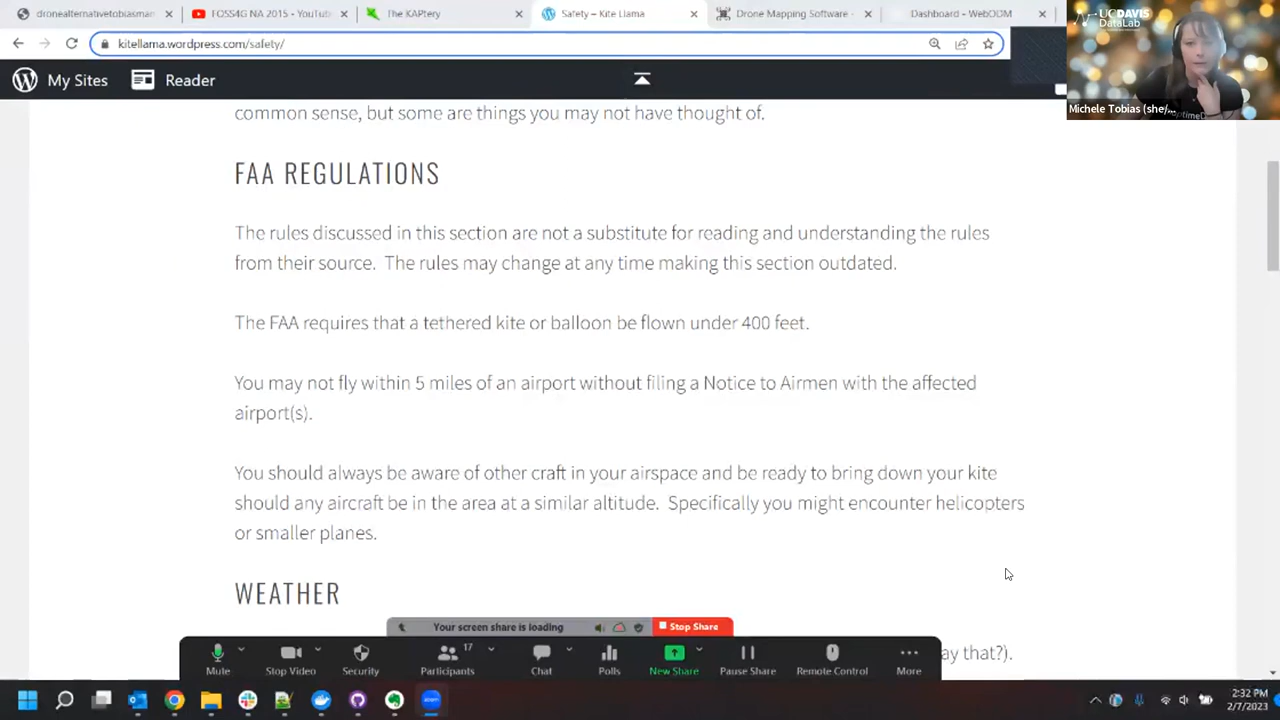 dronealternativetobiasman
FOSS4G NA 2015 - YouTub
The KAPtery
Safety – Kite Llama
Drone Mapping Software -
Dashboard - WebODM
kitellama.wordpress.com/safety/
My Sites
Reader
UCDAVIS
DataLab
Michele Tobias (she/...
common sense, but some are things you may not have thought of.
FAA REGULATIONS
The rules discussed in this section are not a substitute for reading and understanding the rules
from their source.  The rules may change at any time making this section outdated.
The FAA requires that a tethered kite or balloon be flown under 400 feet.
You may not fly within 5 miles of an airport without filing a Notice to Airmen with the affected
airport(s).
You should always be aware of other craft in your airspace and be ready to bring down your kite
should any aircraft be in the area at a similar altitude.  Specifically you might encounter helicopters
or smaller planes.
WEATHER
Your screen share is loading
Stop Share
ay that?).
Mute
Stop Video
Security
17
Participants
Chat
Polls
New Share
Pause Share
Remote Control
More
2:32 PM
2/7/2023